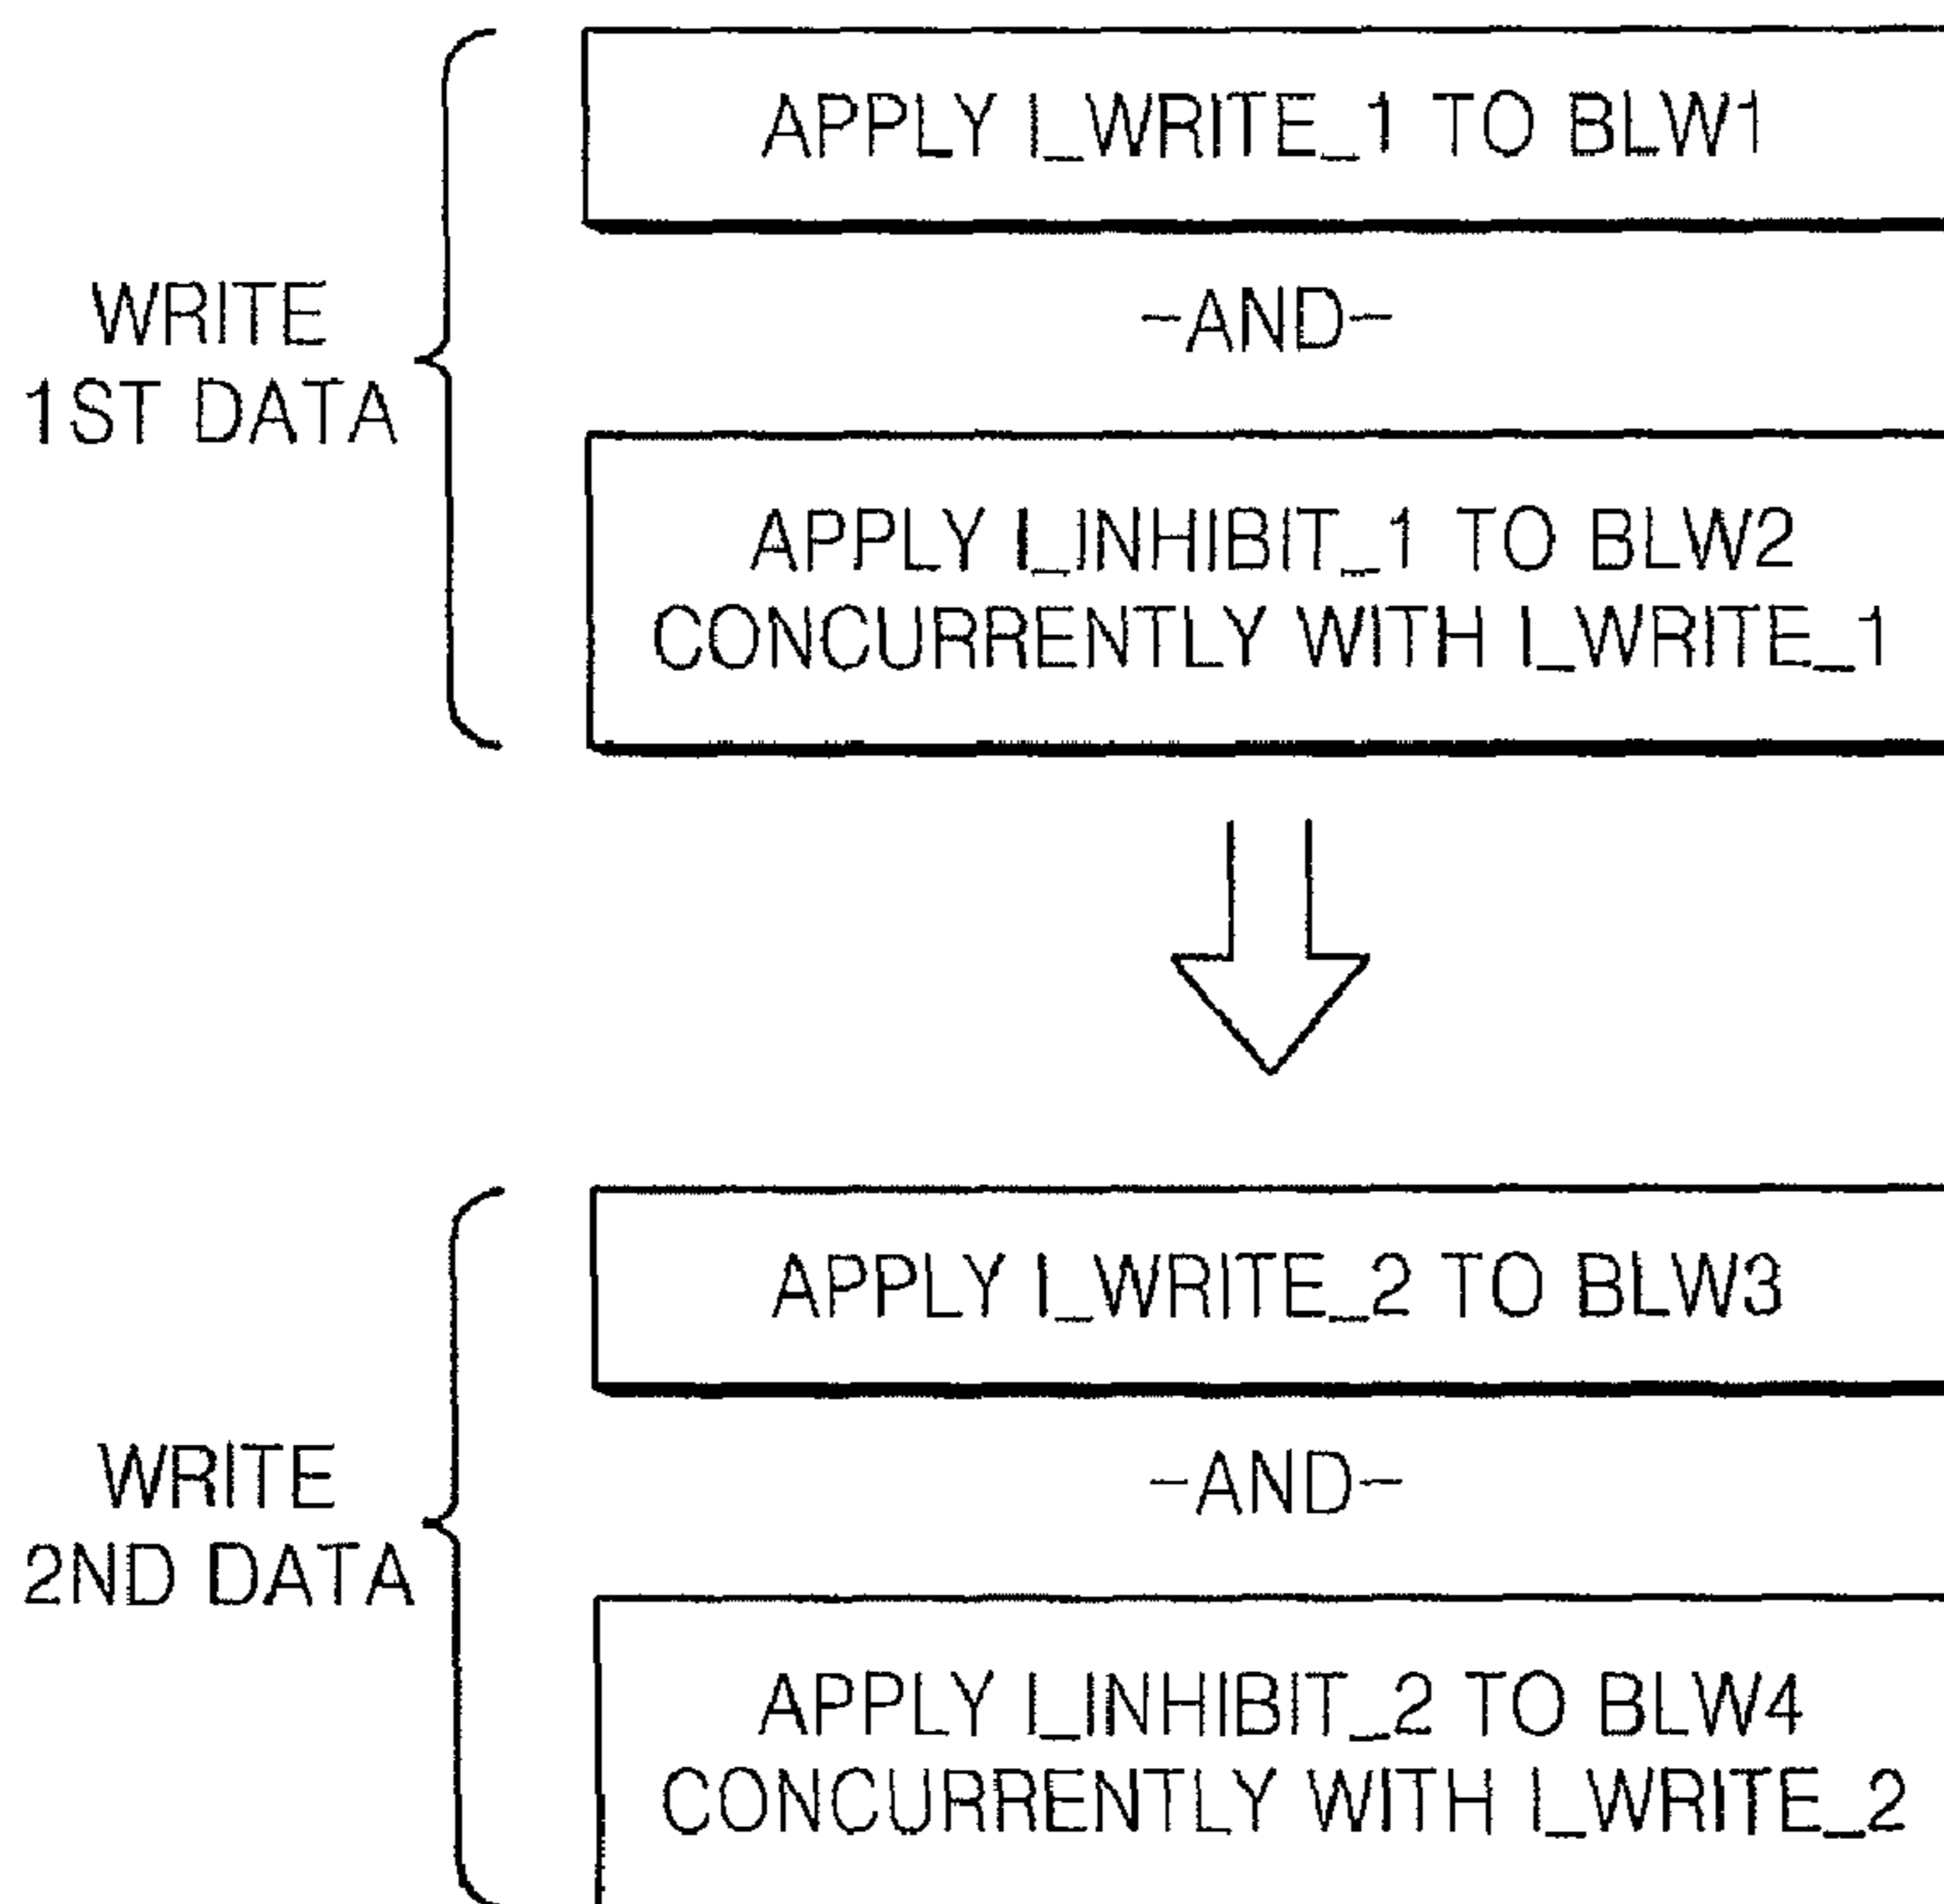 APPLY I_WRITE_1 TO BLW1
-AND-
WRITE
1ST DATA
APPLY I_INHIBIT_1 TO BLW2
CONCURRENTLY WITH I_WRITE_1
APPLY I_WRITE_2 TO BLW3
-AND-
WRITE
2ND DATA
APPLY I_INHIBIT_2 TO BLW4
CONCURRENTLY WITH I_WRITE_2